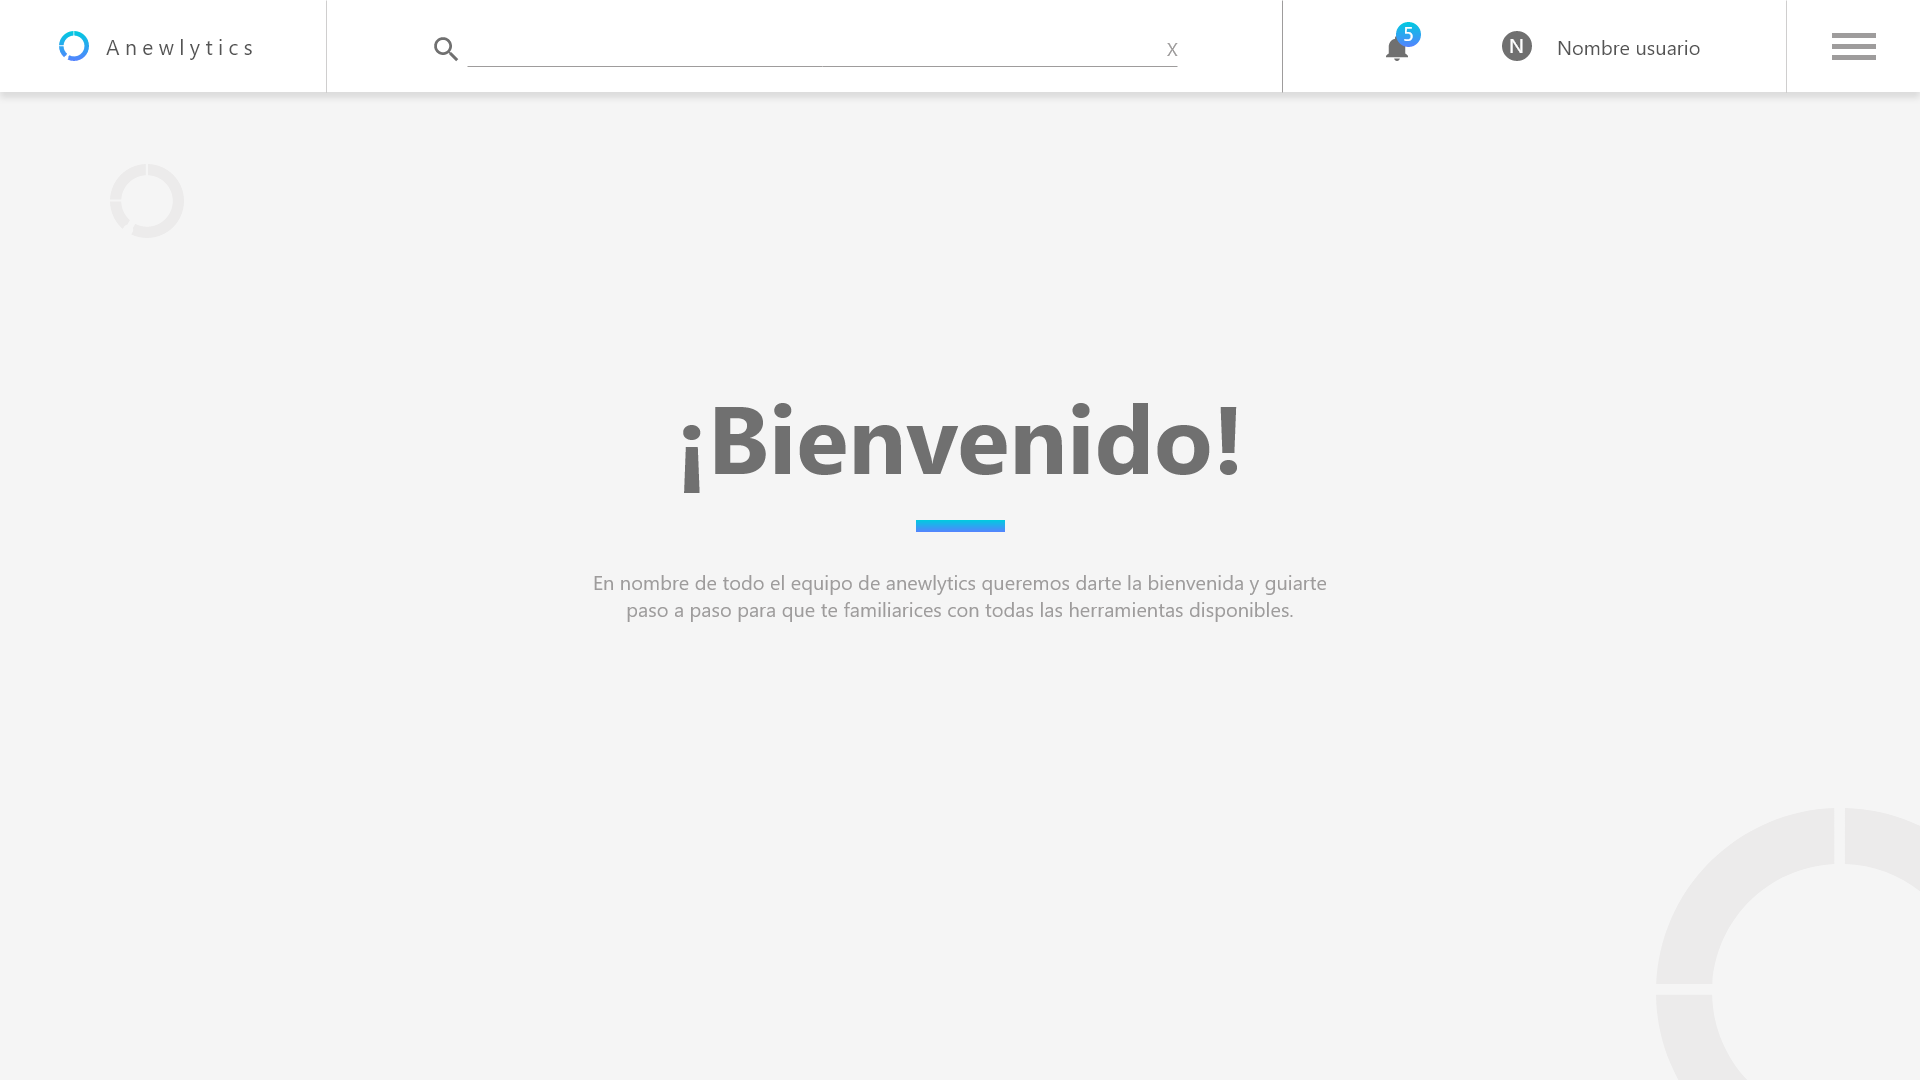 Anewlytics
X
5
N
Nombre usuario
¡Bienvenido!
En nombre de todo el equipo de anewlytics queremos darte la bienvenida y guiarte
paso a paso para que te familiarices con todas las herramientas disponibles.